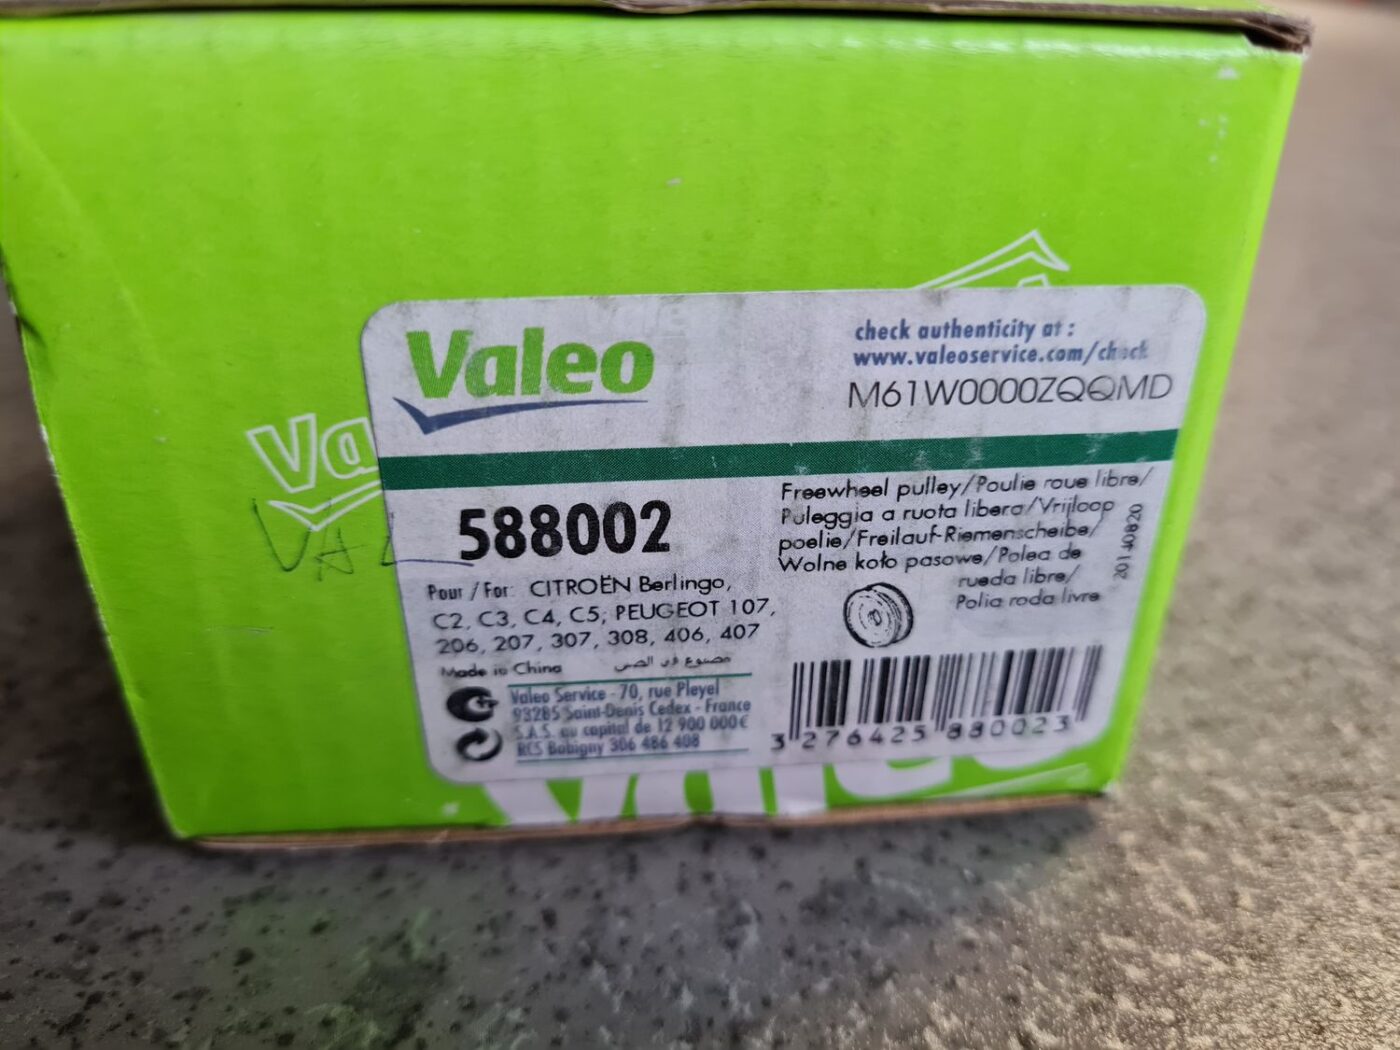 Valeo
check authenticity at :
www.valeoservice.com/check
M61W0000ZQQMD
Va
VAL
588002
Freewheel pulley/Poulie roue libre/
Puleggia a ruota libera/Vrijloop
poelie/Freilauf-Riemenscheibe/
Wolne koło pasowe/Polea de
rueda libre/
Polia roda livre
20140820
Pour / For: CITROËN Berlingo,
C2, C3, C4, C5; PEUGEOT 107,
206, 207, 307, 308, 406, 407
Made in China مصنوع في الصين
Valeo Service - 70, rue Pleyel
93285 Saint-Denis Cedex - France
S.A.S. au capital de 12 900 000€
RCS Bobigny 306 486 408
3 276425 880023